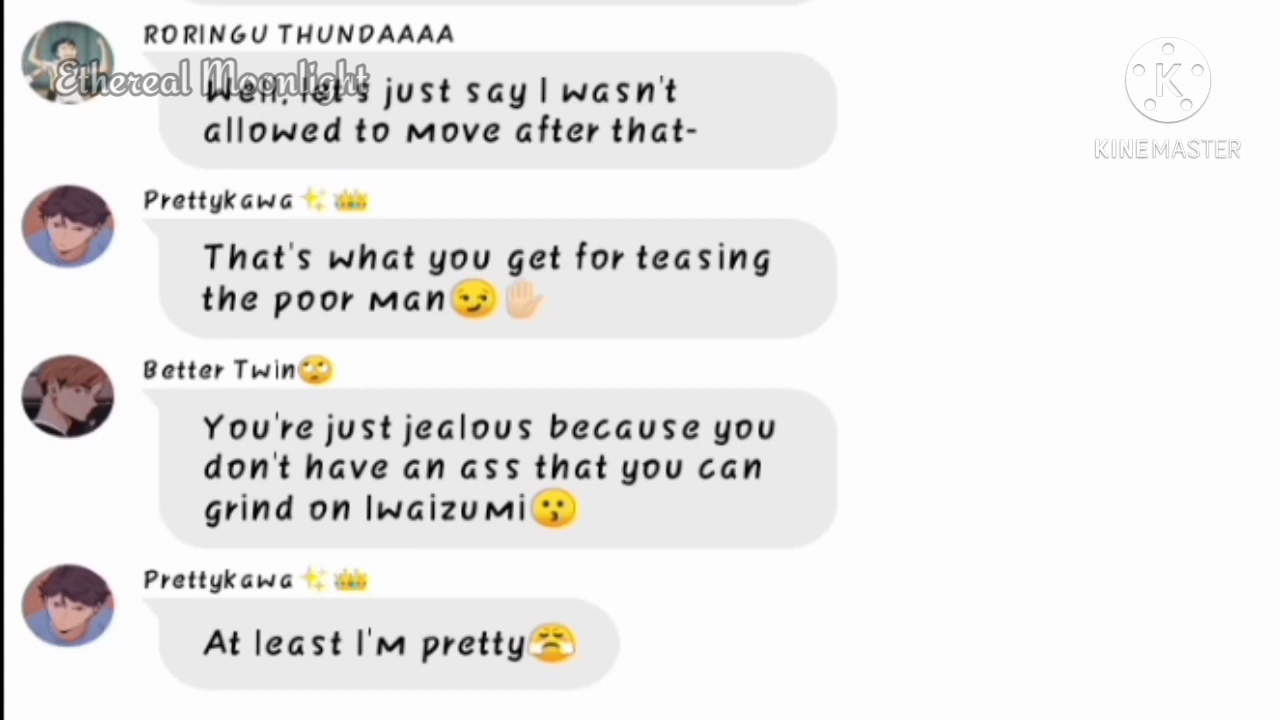 RORINGU THUNDAAAA
Ethereal Moonlight
Well, let's just say I wasn't
allowed to move after that-
K
KINEMASTER
Prettykawa✨👑
That's what you get for teasing
the poor man😏✋🏻
Better Twin🙄
You're just jealous because you
don't have an ass that you can
grind on Iwaizumi😗
Prettykawa✨👑
At least I'm pretty😤